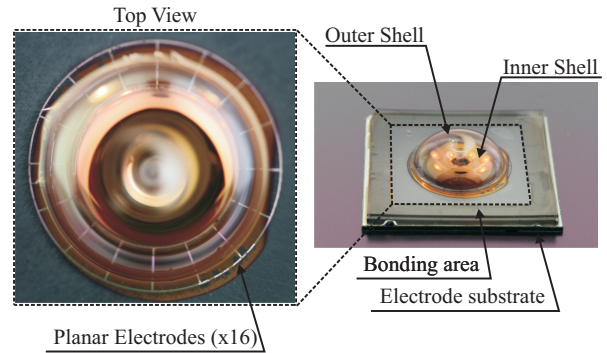 Top View
Outer Shell
Inner Shell
Bonding area
Electrode substrate
Planar Electrodes (x16)